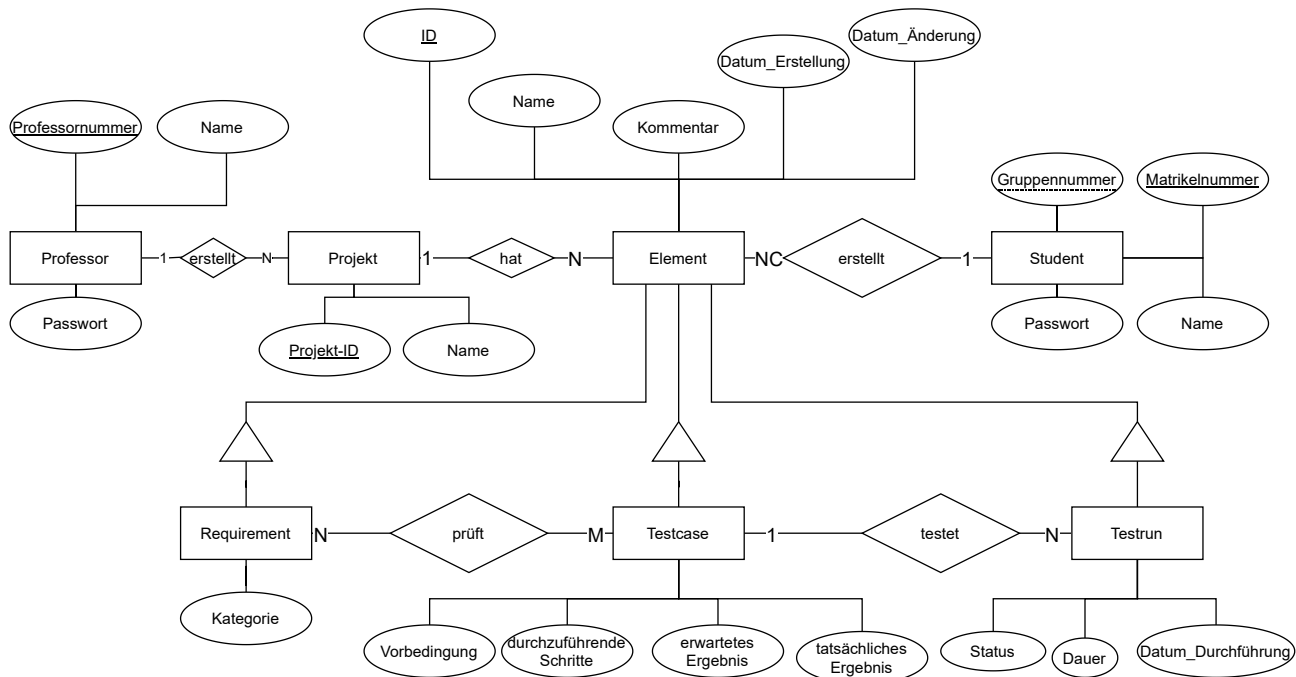 ID
Datum_Änderung
Datum_Erstellung
Name
Kommentar
Professornummer
Name
Gruppennummer
Matrikelnummer
Professor
1
erstellt
N
Projekt
1
hat
N
Element
NC
erstellt
1
Student
Passwort
Projekt-ID
Name
Passwort
Name
Requirement
N
prüft
M
Testcase
1
testet
N
Testrun
Kategorie
Vorbedingung
durchzuführende
Schritte
erwartetes
Ergebnis
tatsächliches
Ergebnis
Status
Dauer
Datum_Durchführung